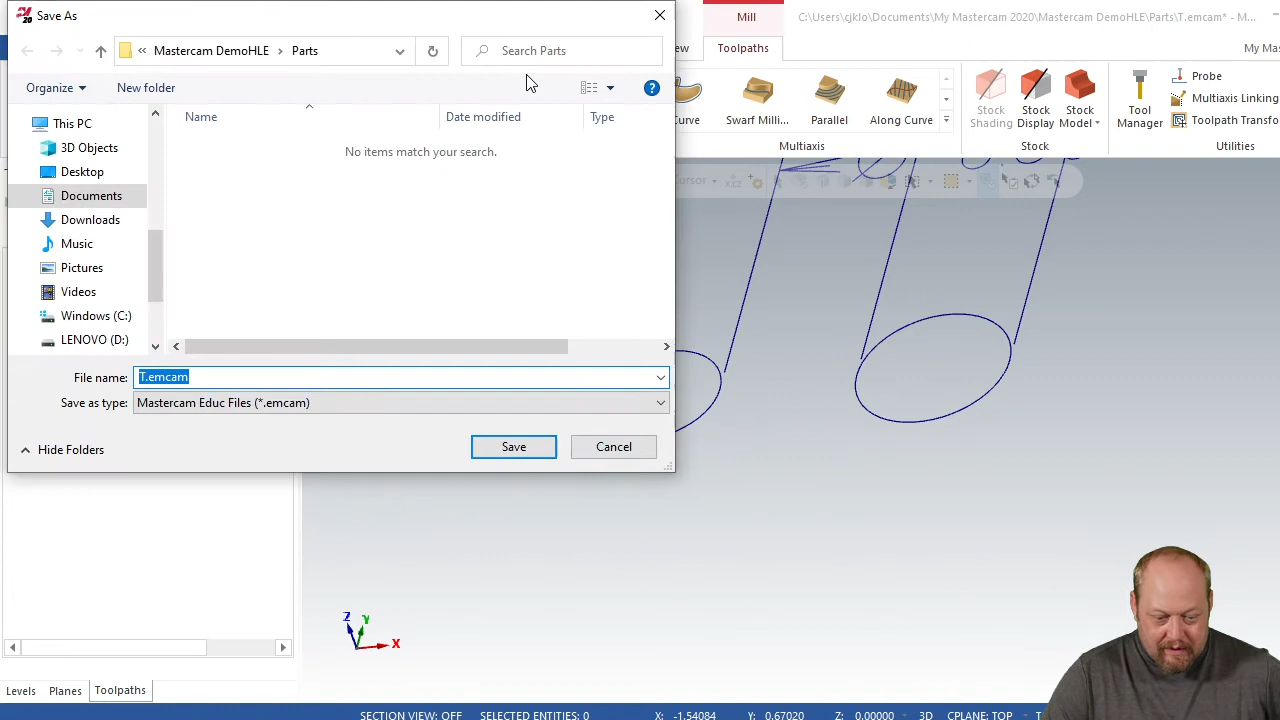 Save As
Mill
C:\Users\cjklo\Documents\My Mastercam 2020\Mastercam DemoHLE\Parts\T.emcam* - M...
« Mastercam DemoHLE > Parts
Search Parts
Toolpaths
My Mas
Organize
New folder
Name
Date modified
Type
No items match your search.
This PC
3D Objects
Desktop
Documents
Downloads
Music
Pictures
Videos
Windows (C:)
LENOVO (D:)
File name: T.emcam
Save as type: Mastercam Educ Files (*.emcam)
Hide Folders
Save
Cancel
Curve
Swarf Milli...
Parallel
Along Curve
Multiaxis
Stock Shading
Stock Display
Stock Model
Stock
Tool Manager
Probe
Multiaxis Linking
Toolpath Transfo
Utilities
Z
Y
X
Levels
Planes
Toolpaths
SECTION VIEW: OFF
SELECTED ENTITIES: 0
X: -1.54084
Y: 0.67020
Z: 0.00000
3D
CPLANE: TOP